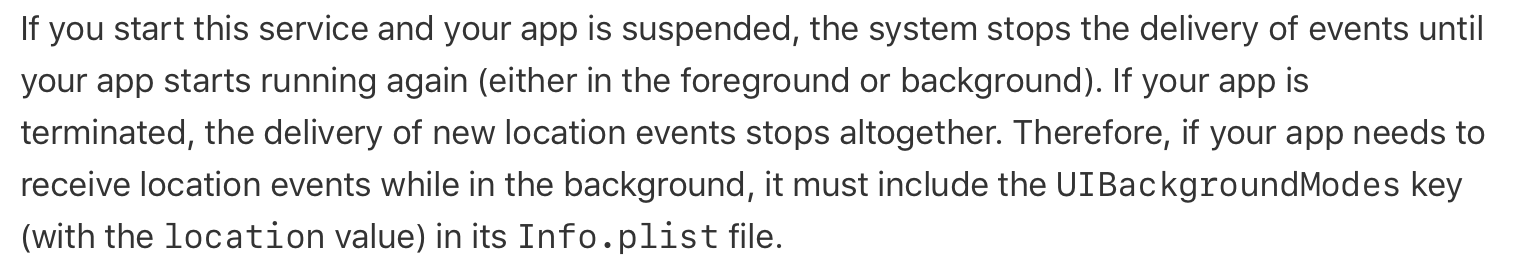 If you start this service and your app is suspended, the system stops the delivery of events until
your app starts running again (either in the foreground or background). If your app is
terminated, the delivery of new location events stops altogether. Therefore, if your app needs to
receive location events while in the background, it must include the UIBackgroundModes key
(with the location value) in its Info.plist file.